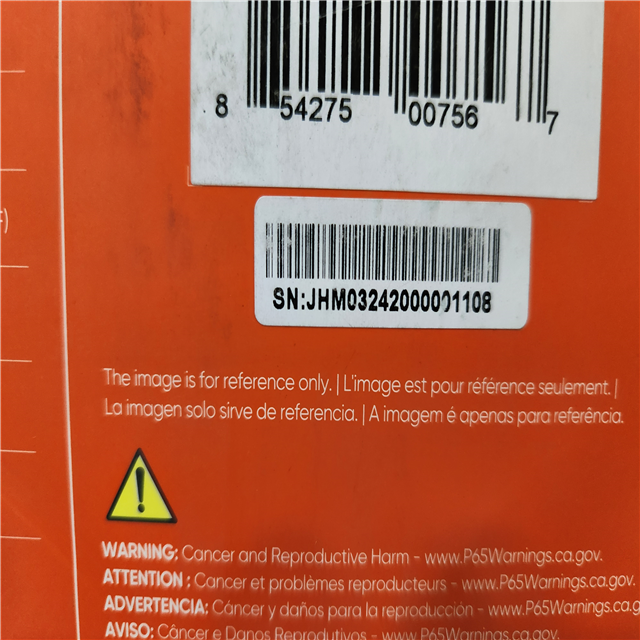 8 54275 00756 7
SN:JHM03242000001108
The image is for reference only. | L'image est pour référence seulement. |
La imagen solo sirve de referencia. | A imagem é apenas para referência.
WARNING: Cancer and Reproductive Harm - www.P65Warnings.ca.gov.
ATTENTION : Cancer et problèmes reproducteurs - www.P65Warnings.ca.gov.
ADVERTENCIA: Cáncer y daños para la reproducción - www.P65Warnings.ca.g
AVISO: Câncer e Danos Reprodutivos - www.P65Warnings.ca.gov.